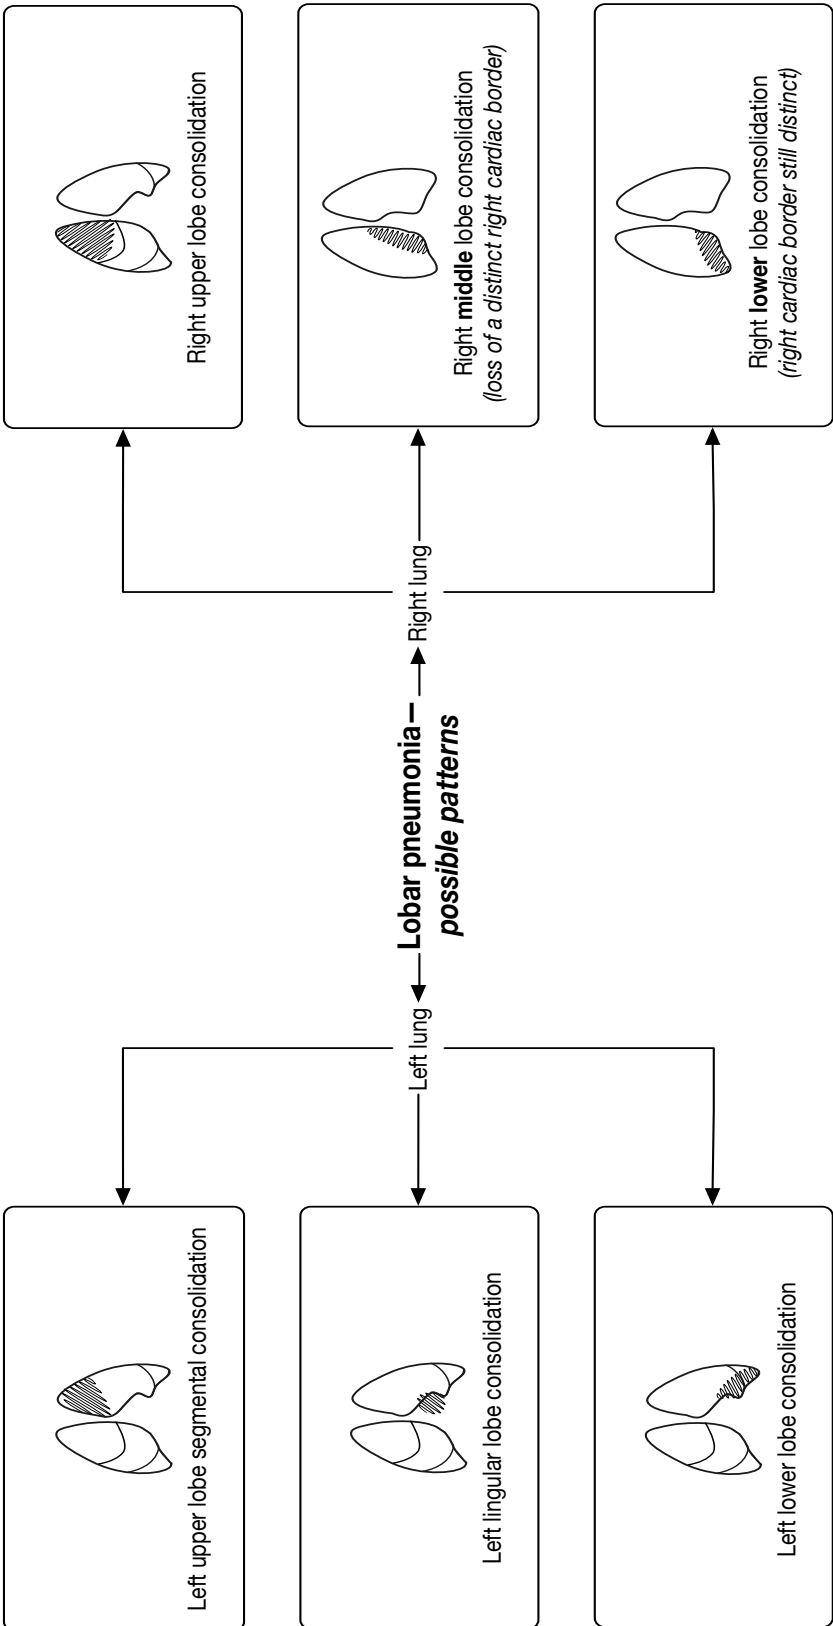 Lobar pneumonia—
possible patterns
Left lung
Right lung
Left upper lobe segmental consolidation
Left lingular lobe consolidation
Left lower lobe consolidation
Right upper lobe consolidation
Right middle lobe consolidation
(loss of a distinct right cardiac border)
Right lower lobe consolidation
(right cardiac border still distinct)